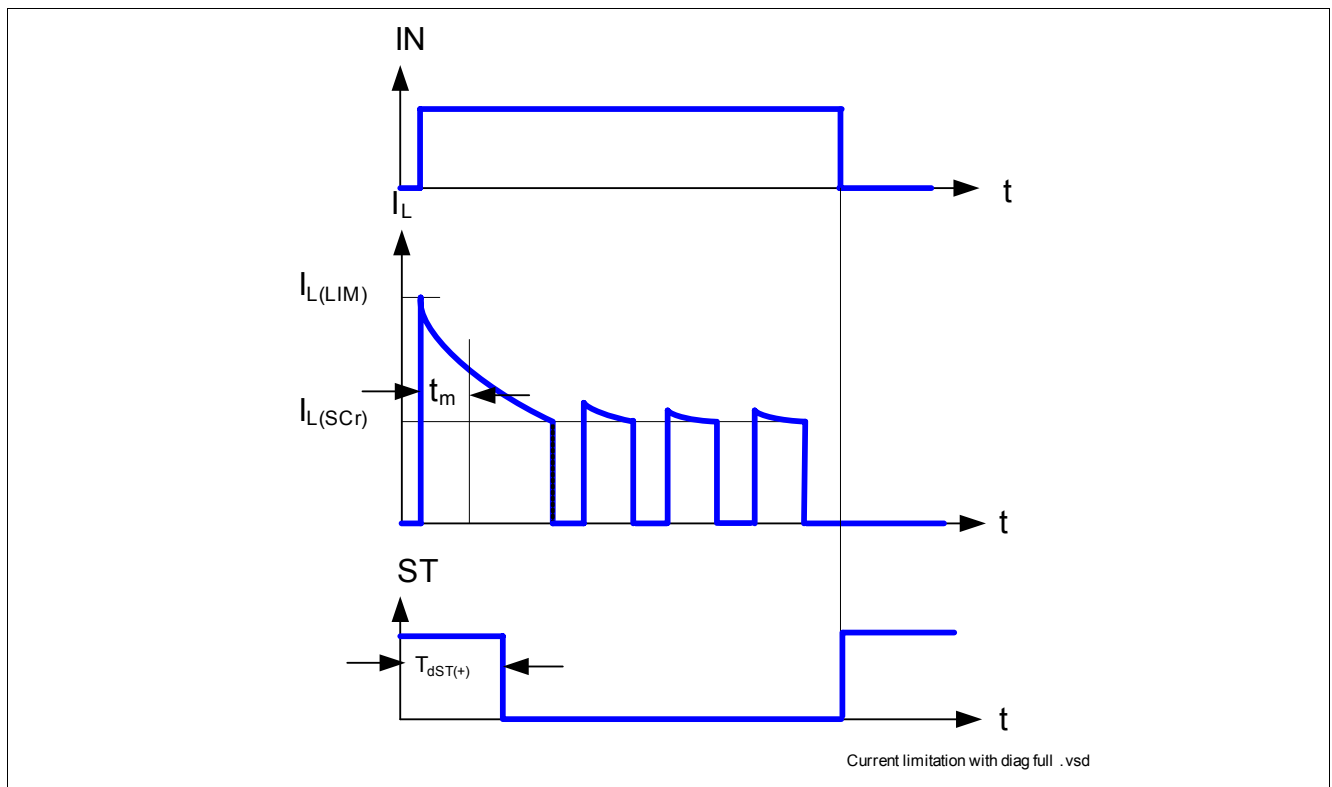 IN
t
I_L
I_L(LIM)
t_m
I_L(SCr)
t
ST
T_dST(+)
t
Current limitation with diag full .vsd